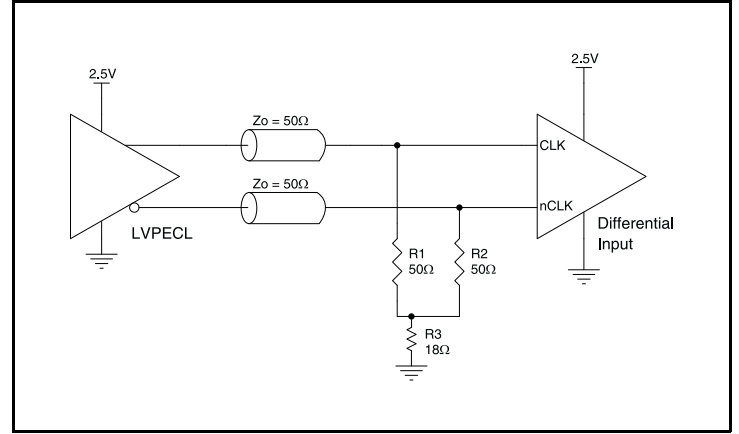 2.5V
2.5V
Zo = 50Ω
CLK
Zo = 50Ω
nCLK
LVPECL
Differential
Input
R1
50Ω
R2
50Ω
R3
18Ω